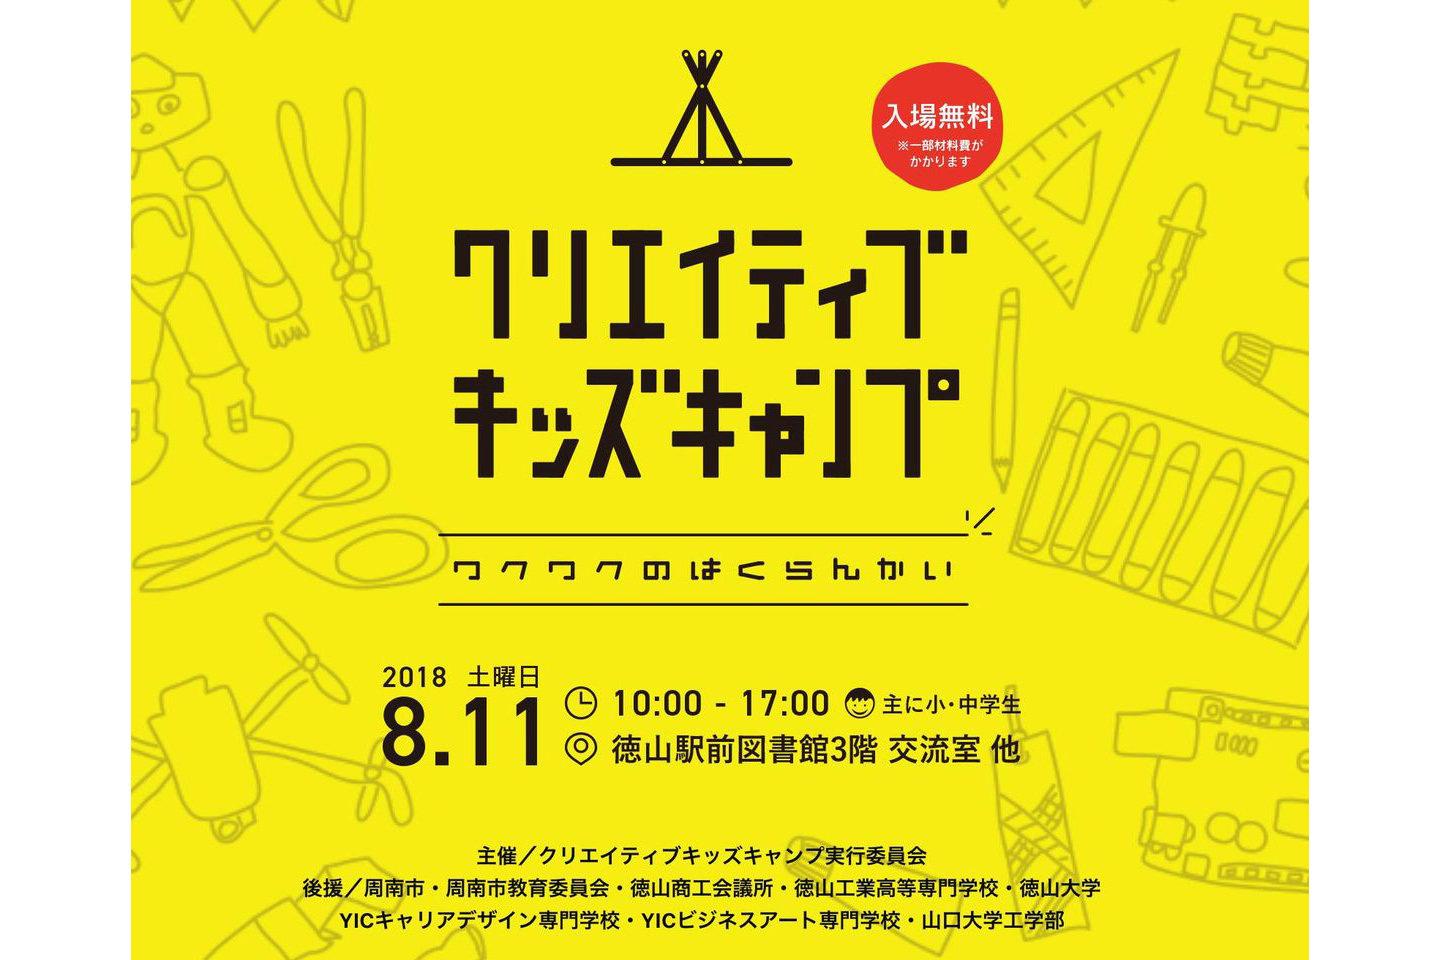 入場無料
※一部材料費が
かかります
クリエイティブ
キッズキャンプ
ワクワクのはくらんかい
2018 土曜日
8.11
10:00 - 17:00 主に小・中学生
徳山駅前図書館3階 交流室 他
主催／クリエイティブキッズキャンプ実行委員会
後援／周南市・周南市教育委員会・徳山商工会議所・徳山工業高等専門学校・徳山大学
YICキャリアデザイン専門学校・YICビジネスアート専門学校・山口大学工学部